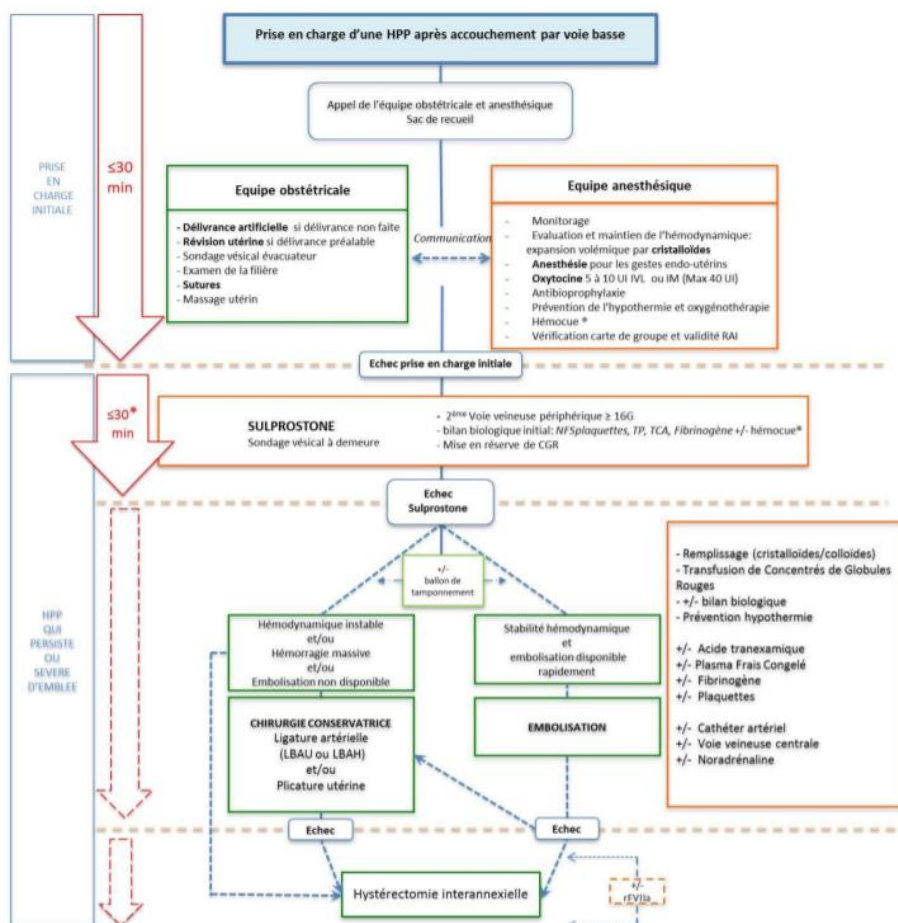 Prise en charge d'une HPP après accouchement par voie basse
Appel de l'équipe obstétricale et anesthésique
Sac de recueil
PRISE
EN
CHARGE
INITIALE
≤30
min
Equipe obstétricale
- Délivrance artificielle si délivrance non faite
- Révision utérine si délivrance préalable
- Sondage vésical évacuateur
- Examen de la filière
- Sutures
- Massage utérin
Communication
Equipe anesthésique
- Monitorage
- Evaluation et maintien de l'hémodynamique:
expansion volémique par cristalloïdes
- Anesthésie pour les gestes endo-utérins
- Oxytocine 5 à 10 UI IVL ou IM (Max 40 UI)
- Antibioprophylaxie
- Prévention de l'hypothermie et oxygénothérapie
- Hémocue ®
- Vérification carte de groupe et validité RAI
Echec prise en charge initiale
≤30*
min
SULPROSTONE
Sondage vésical à demeure
- 2ème Voie veineuse périphérique ≥ 16G
- bilan biologique initial: NFSplaquettes, TP, TCA, Fibrinogène +/- hémocue®
- Mise en réserve de CGR
Echec
Sulprostone
+/-
ballon de
tamponnement
HPP
QUI
PERSISTE
OU
SEVERE
D'EMBLEE
Hémodynamique instable
et/ou
Hémorragie massive
et/ou
Embolisation non disponible
Stabilité hémodynamique
et
embolisation disponible
rapidement
CHIRURGIE CONSERVATRICE
Ligature artérielle
(LBAU ou LBAH)
et/ou
Plicature utérine
EMBOLISATION
- Remplissage (cristalloïdes/colloïdes)
- Transfusion de Concentrés de Globules
Rouges
- +/- bilan biologique
- Prévention hypothermie
+/- Acide tranexamique
+/- Plasma Frais Congelé
+/- Fibrinogène
+/- Plaquettes
+/- Cathéter artériel
+/- Voie veineuse centrale
+/- Noradrénaline
Echec
Echec
Hystérectomie interannexielle
+/-
rFVIIa